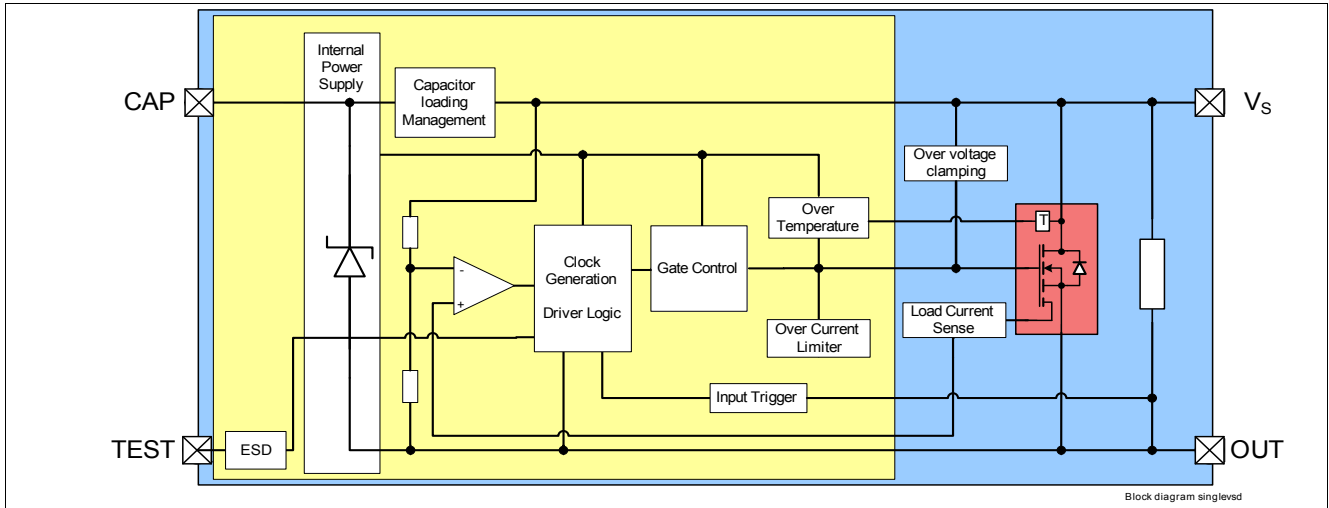 Internal
Power
Supply
CAP
Capacitor
loading
Management
VS
Over voltage
clamping
Over
Temperature
T
Clock
Generation
Driver Logic
Gate Control
-
+
Load Current
Sense
Over Current
Limiter
Input Trigger
TEST
ESD
OUT
Block diagram singlevsd